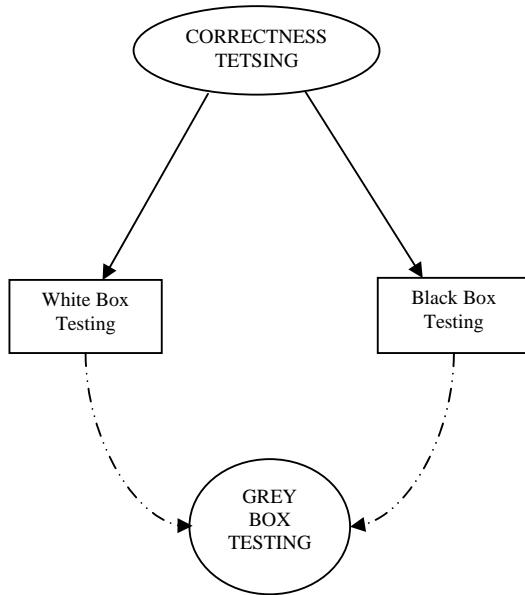 CORRECTNESS
TETSING
White Box
Testing
Black Box
Testing
GREY
BOX
TESTING